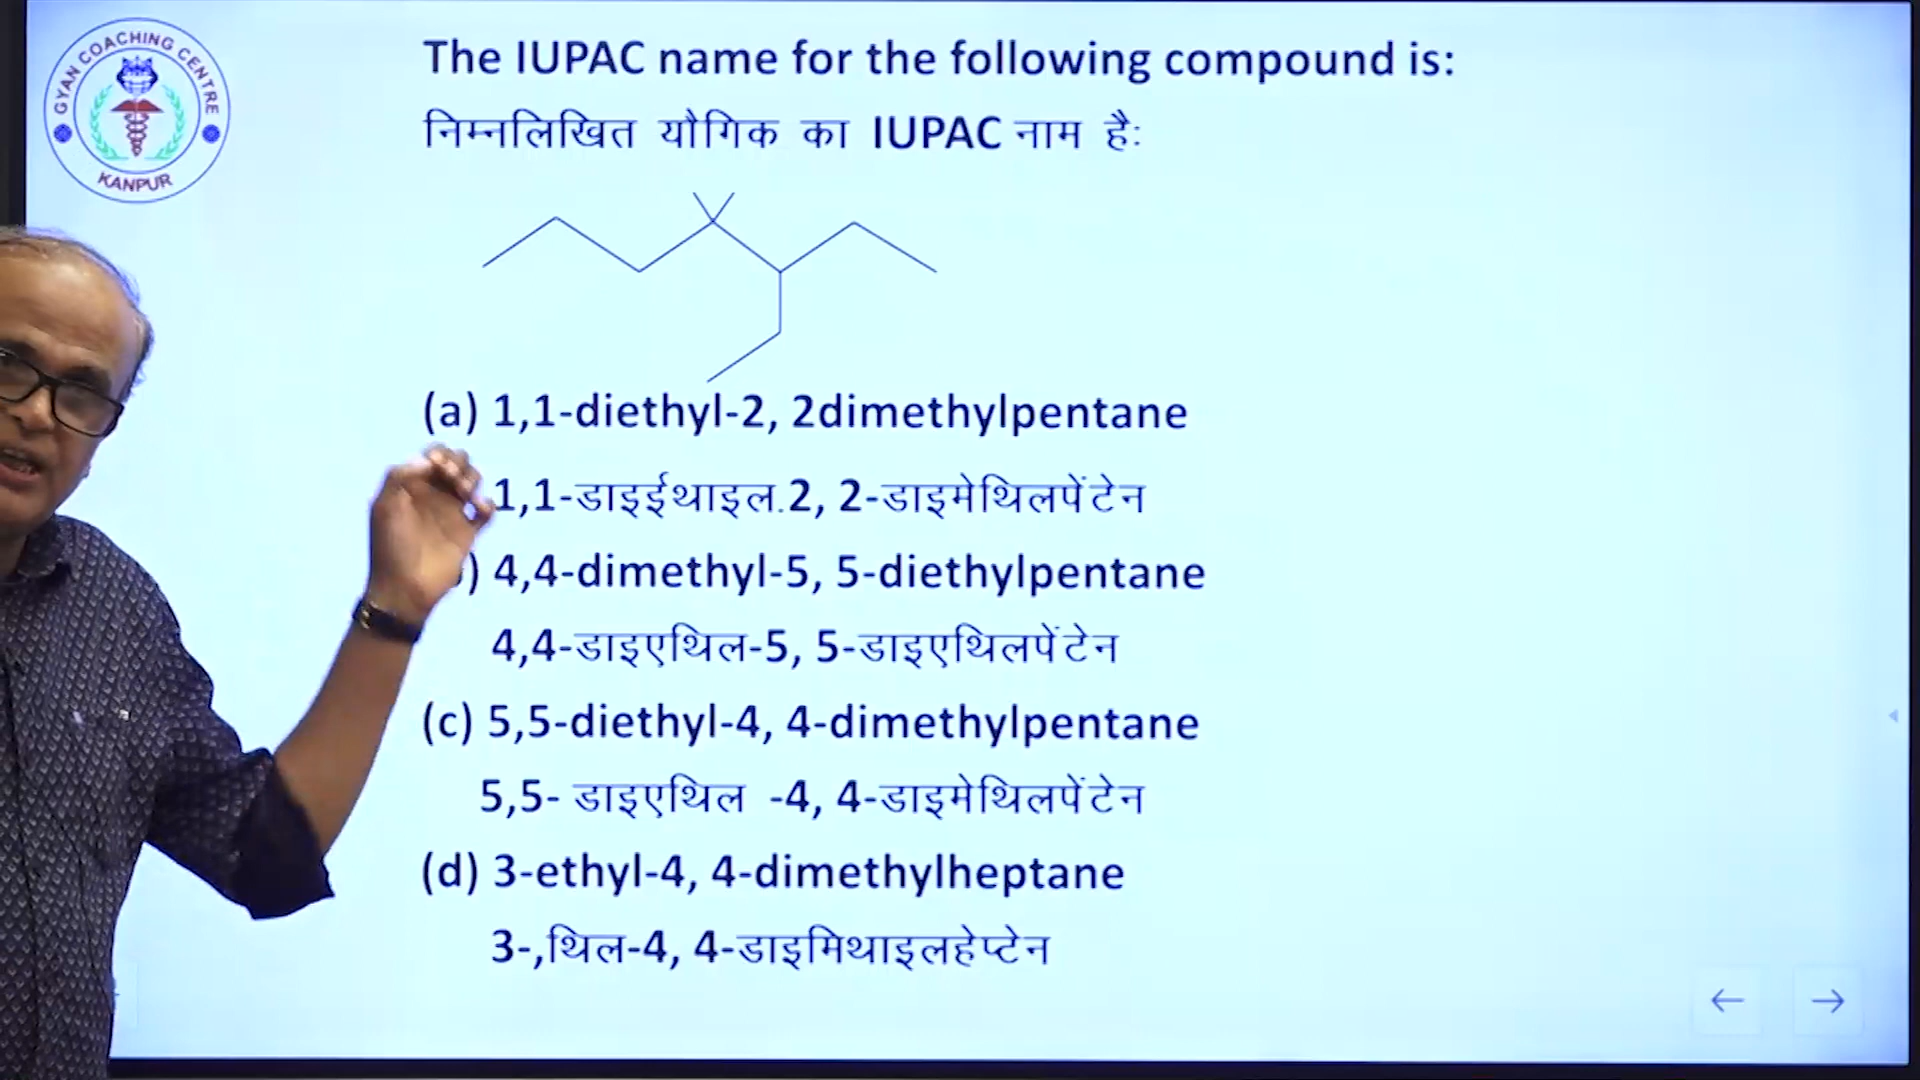 GYAN COACHING CENTRE
KANPUR
The IUPAC name for the following compound is:
निम्नलिखित यौगिक का IUPAC नाम है:
(a) 1,1-diethyl-2, 2dimethylpentane
1,1-डाइईथाइल.2, 2-डाइमेथिलपेंटेन
) 4,4-dimethyl-5, 5-diethylpentane
4,4-डाइएथिल-5, 5-डाइएथिलपेंटेन
(c) 5,5-diethyl-4, 4-dimethylpentane
5,5- डाइएथिल -4, 4-डाइमेथिलपेंटेन
(d) 3-ethyl-4, 4-dimethylheptane
3-,थिल-4, 4-डाइमिथाइलहेप्टेन